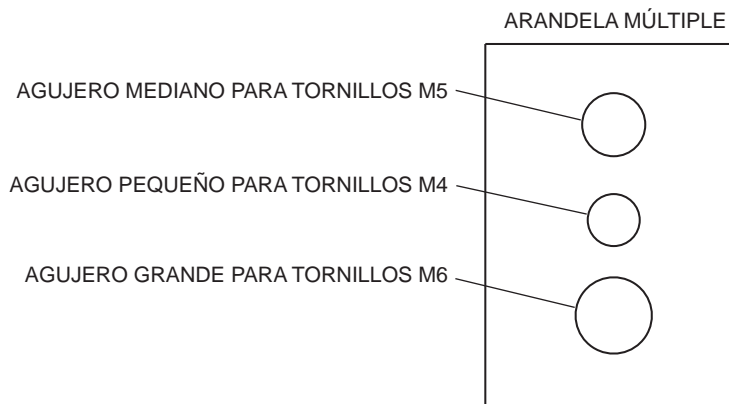 ARANDELA MÚLTIPLE
AGUJERO MEDIANO PARA TORNILLOS M5
AGUJERO PEQUEÑO PARA TORNILLOS M4
AGUJERO GRANDE PARA TORNILLOS M6